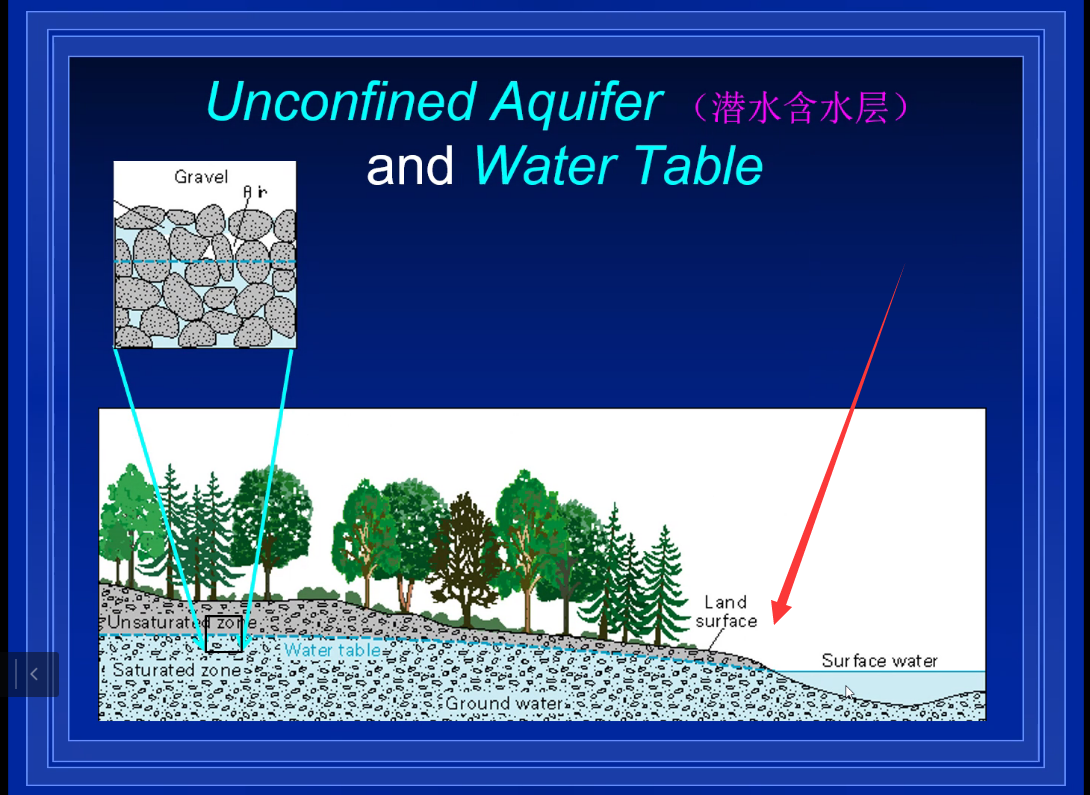 Unconfined Aquifer （潜水含水层）
and Water Table
Gravel
Air
Land
surface
Unsaturated zone
Water table
Surface water
Saturated zone
Ground water